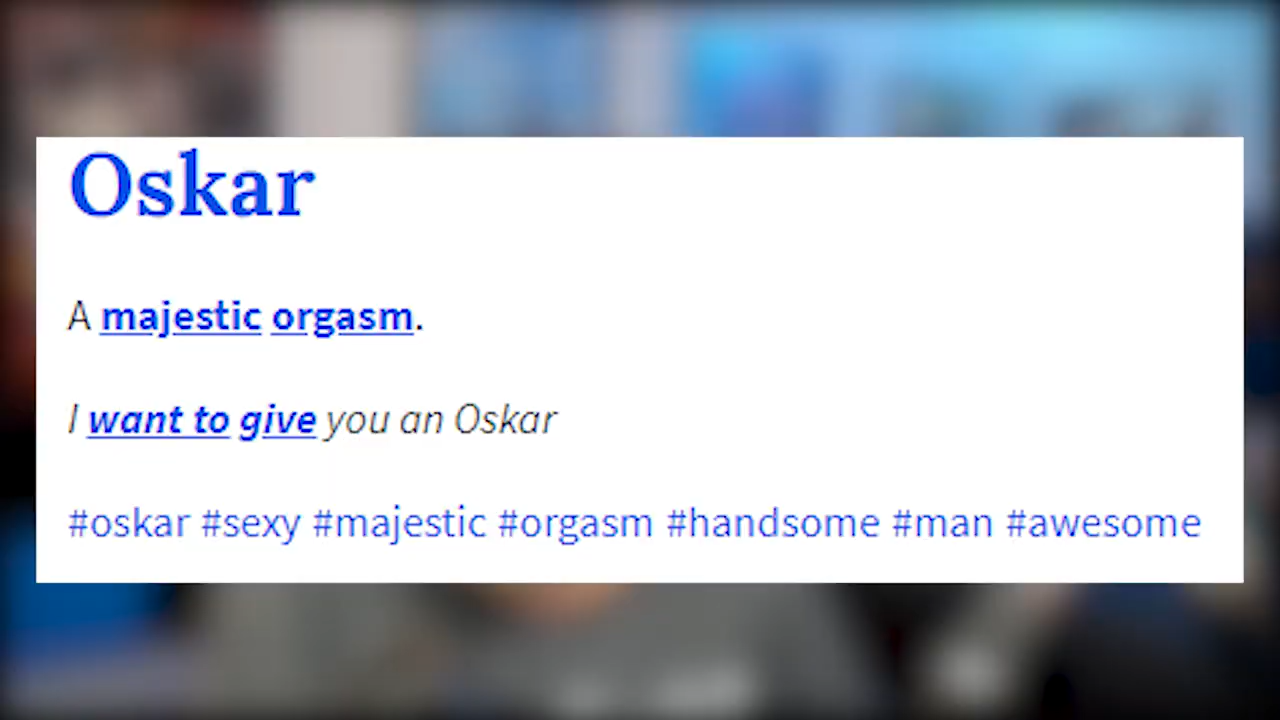 Oskar
A majestic orgasm.
I want to give you an Oskar
#oskar #sexy #majestic #orgasm #handsome #man #awesome